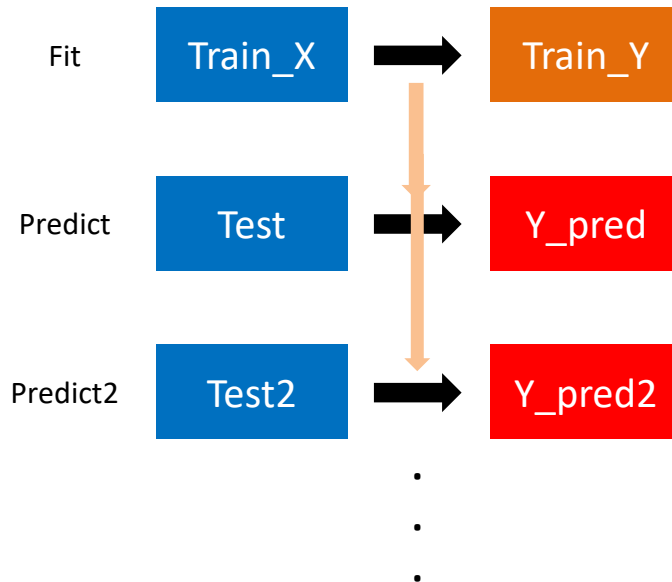 Fit Train_X Train_Y
Predict Test Y_pred
Predict2 Test2 Y_pred2
.
.
.